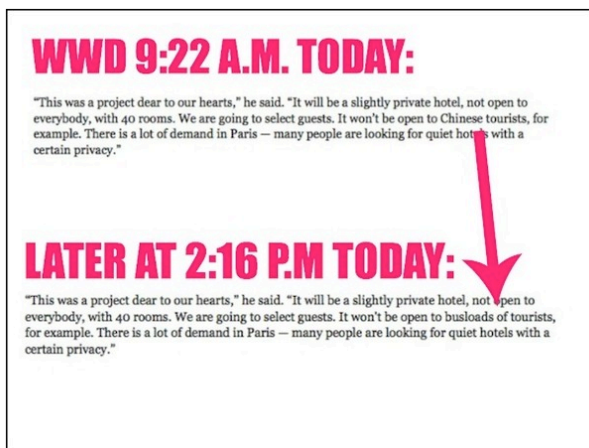 WWD 9:22 A.M. TODAY:
"This was a project dear to our hearts," he said. "It will be a slightly private hotel, not open to
everybody, with 40 rooms. We are going to select guests. It won't be open to Chinese tourists, for
example. There is a lot of demand in Paris — many people are looking for quiet hotels with a
certain privacy."
LATER AT 2:16 P.M TODAY:
"This was a project dear to our hearts," he said. "It will be a slightly private hotel, not open to
everybody, with 40 rooms. We are going to select guests. It won't be open to busloads of tourists,
for example. There is a lot of demand in Paris — many people are looking for quiet hotels with a
certain privacy."